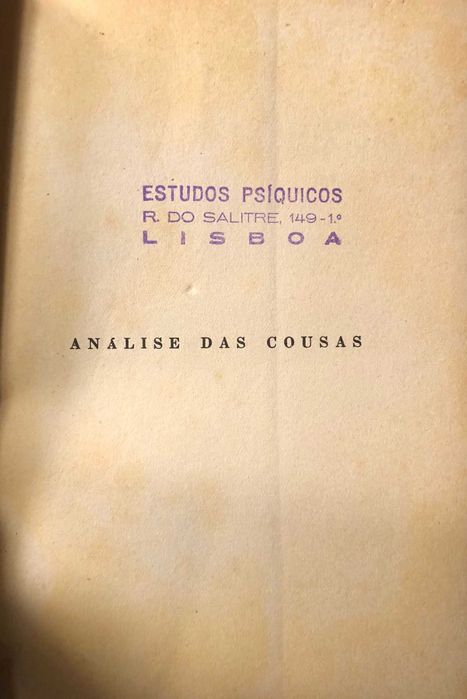 ESTUDOS PSÍQUICOS
R. DO SALITRE, 149-1.º
LISBOA
ANÁLISE DAS COUSAS